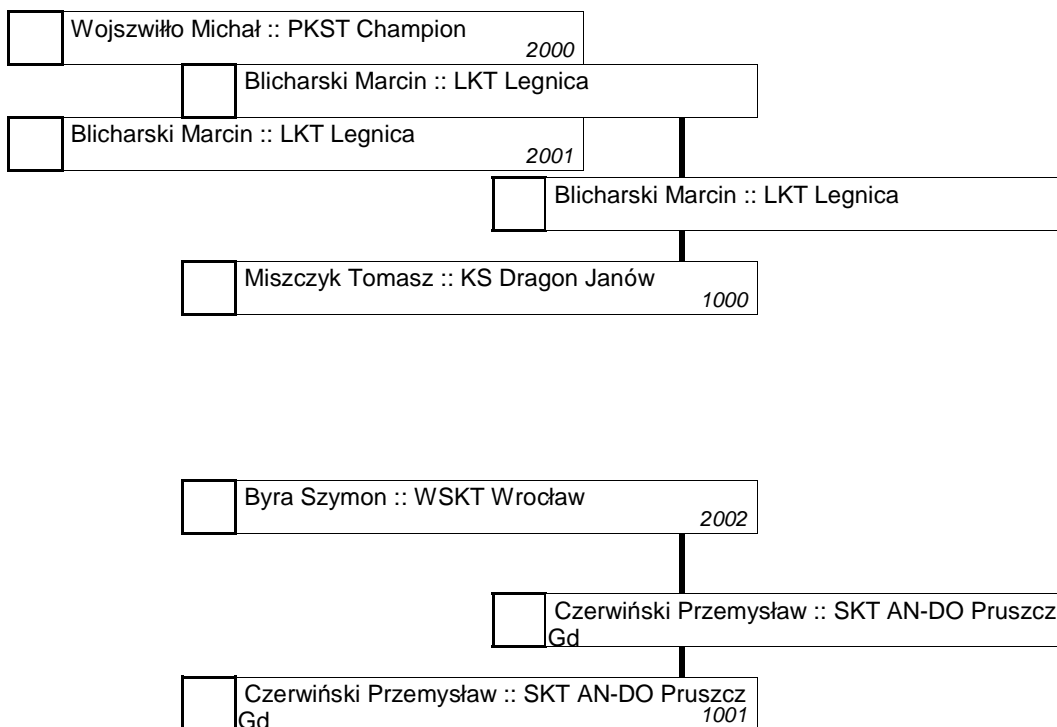 Wojszwiłło Michał :: PKST Champion
2000
Blicharski Marcin :: LKT Legnica
Blicharski Marcin :: LKT Legnica
2001
Blicharski Marcin :: LKT Legnica
Miszczyk Tomasz :: KS Dragon Janów
1000
Byra Szymon :: WSKT Wrocław
2002
Czerwiński Przemysław :: SKT AN-DO Pruszcz
Gd
Czerwiński Przemysław :: SKT AN-DO Pruszcz
Gd
1001